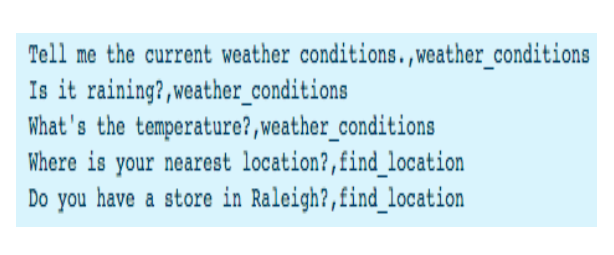 Tell me the current weather conditions.,weather_conditions
Is it raining?,weather_conditions
What's the temperature?,weather_conditions
Where is your nearest location?,find_location
Do you have a store in Raleigh?,find_location